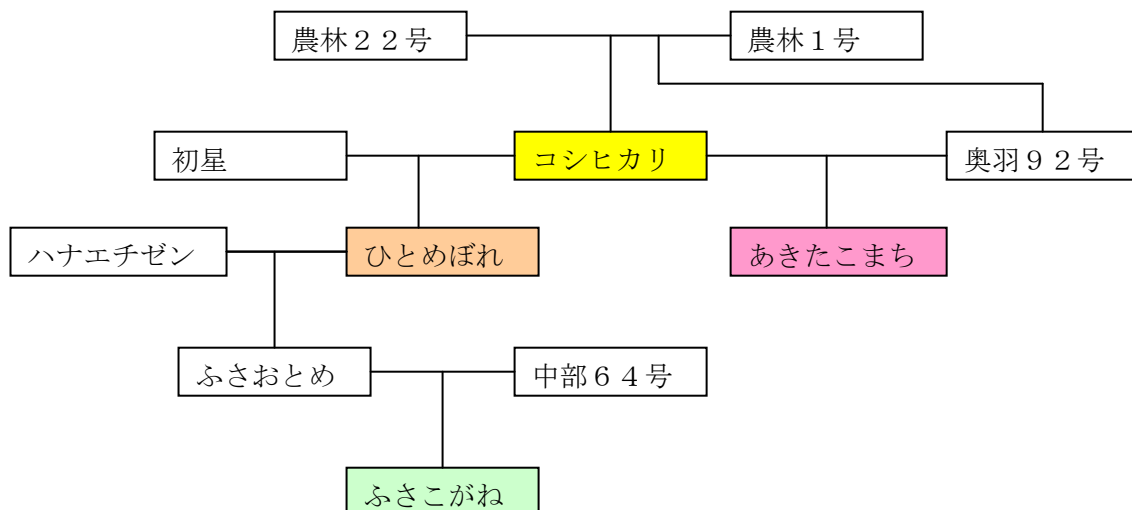 農林２２号
農林１号
初星
コシヒカリ
奥羽９２号
ハナエチゼン
ひとめぼれ
あきたこまち
ふさおとめ
中部６４号
ふさこがね